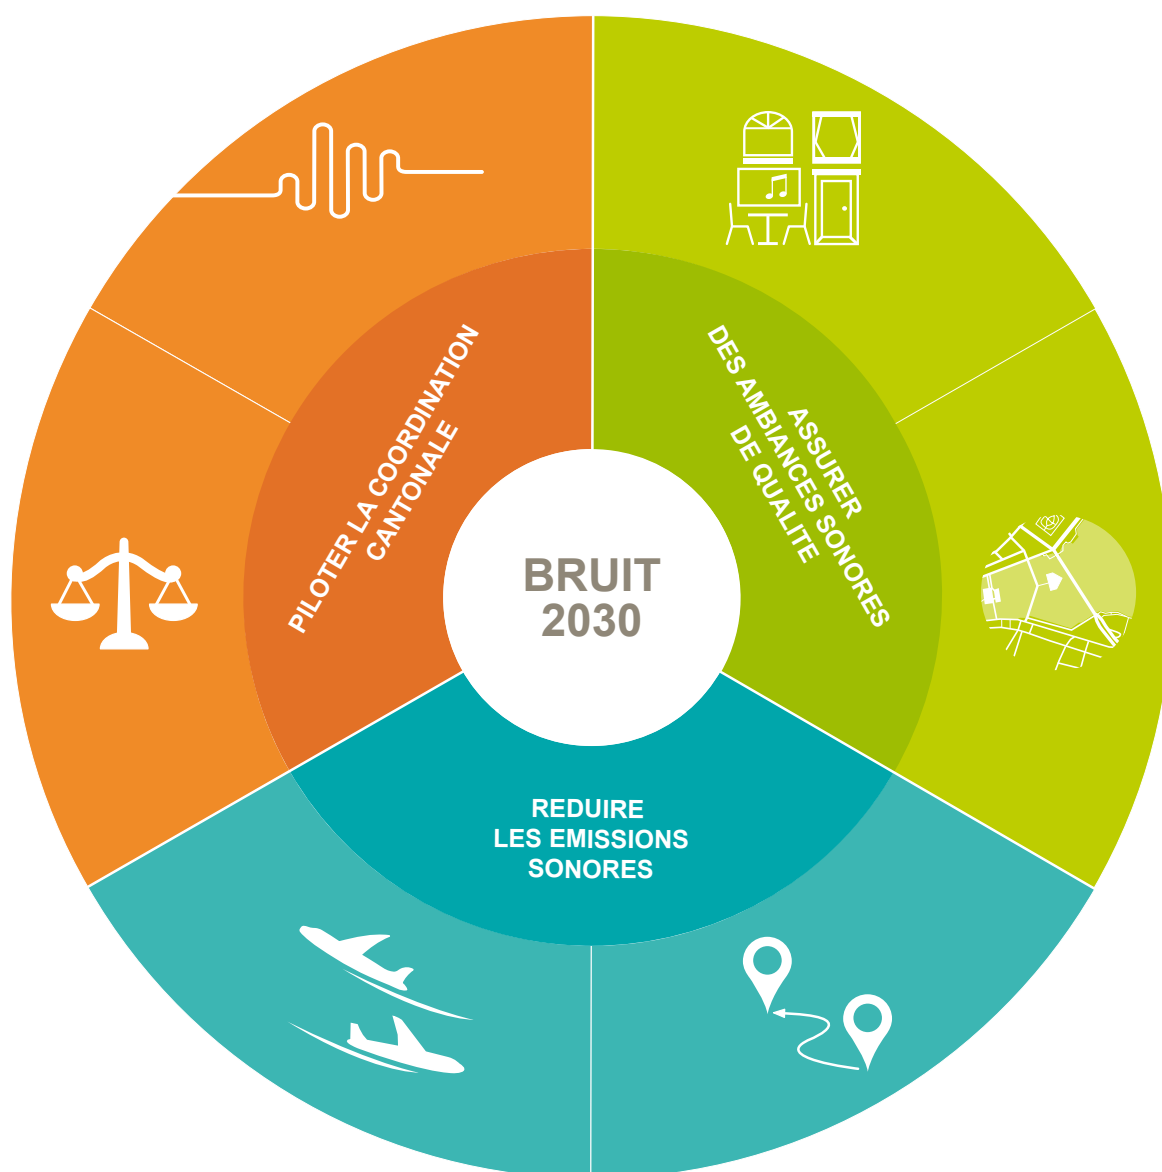 BRUIT
2030
PILOTER LA COORDINATION
CANTONALE
ASSURER
DES AMBIANCES SONORES
DE QUALITE
REDUIRE
LES EMISSIONS
SONORES